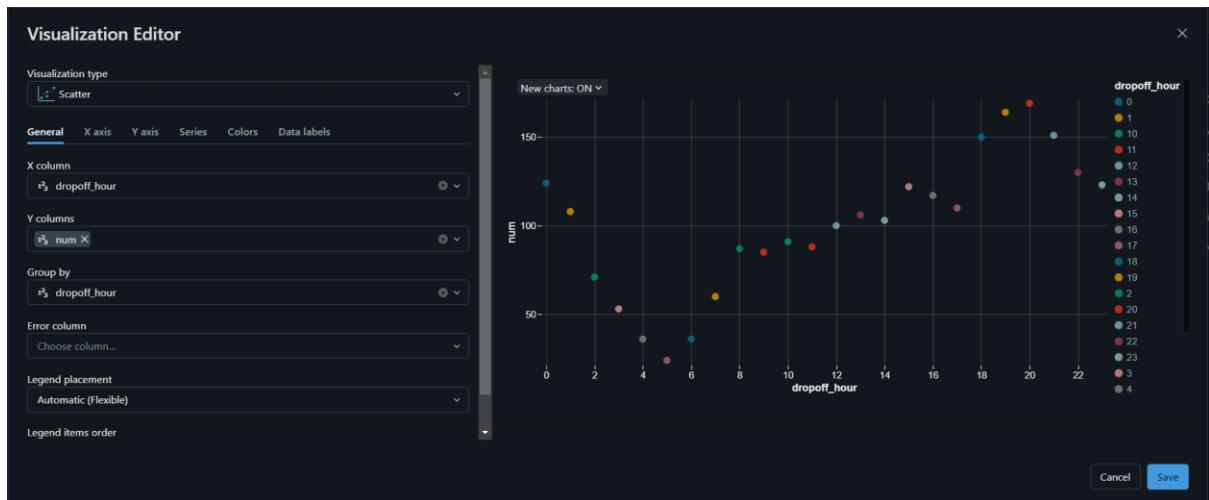 Visualization Editor
Visualization type
Scatter
General X axis Y axis Series Colors Data labels
X column
1²3 dropoff_hour
Y columns
1²3 num
Group by
1²3 dropoff_hour
Error column
Choose column...
Legend placement
Automatic (Flexible)
Legend items order
New charts: ON
num
150
100
50
0 2 4 6 8 10 12 14 16 18 20 22
dropoff_hour
dropoff_hour
0
1
10
11
12
13
14
15
16
17
18
19
2
20
21
22
23
3
4
Cancel Save